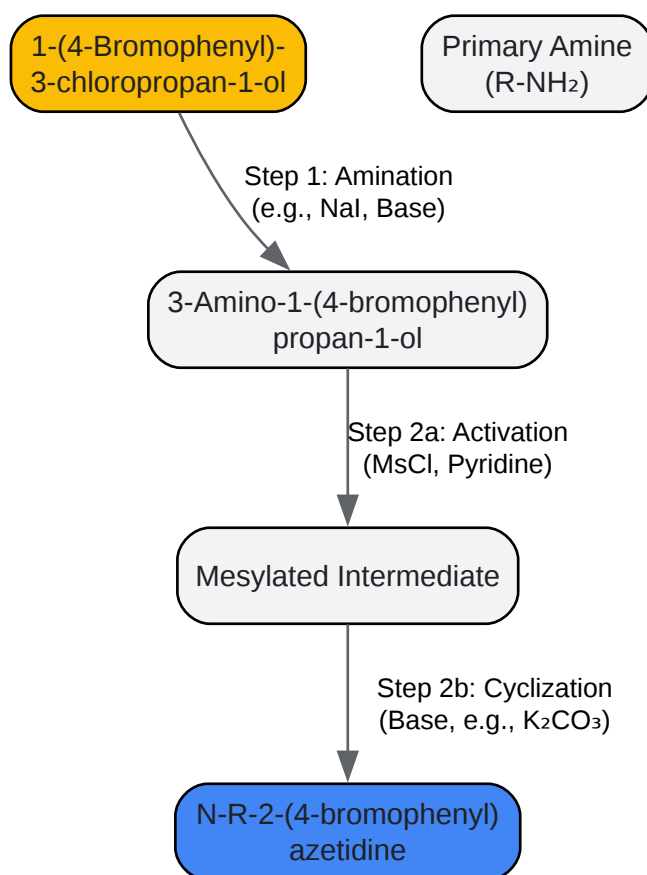 1-(4-Bromophenyl)-
3-chloropropan-1-ol
Primary Amine
(R-NH₂)
Step 1: Amination
(e.g., NaI, Base)
3-Amino-1-(4-bromophenyl)
propan-1-ol
Step 2a: Activation
(MsCl, Pyridine)
Mesylated Intermediate
Step 2b: Cyclization
(Base, e.g., K₂CO₃)
N-R-2-(4-bromophenyl)
azetidine